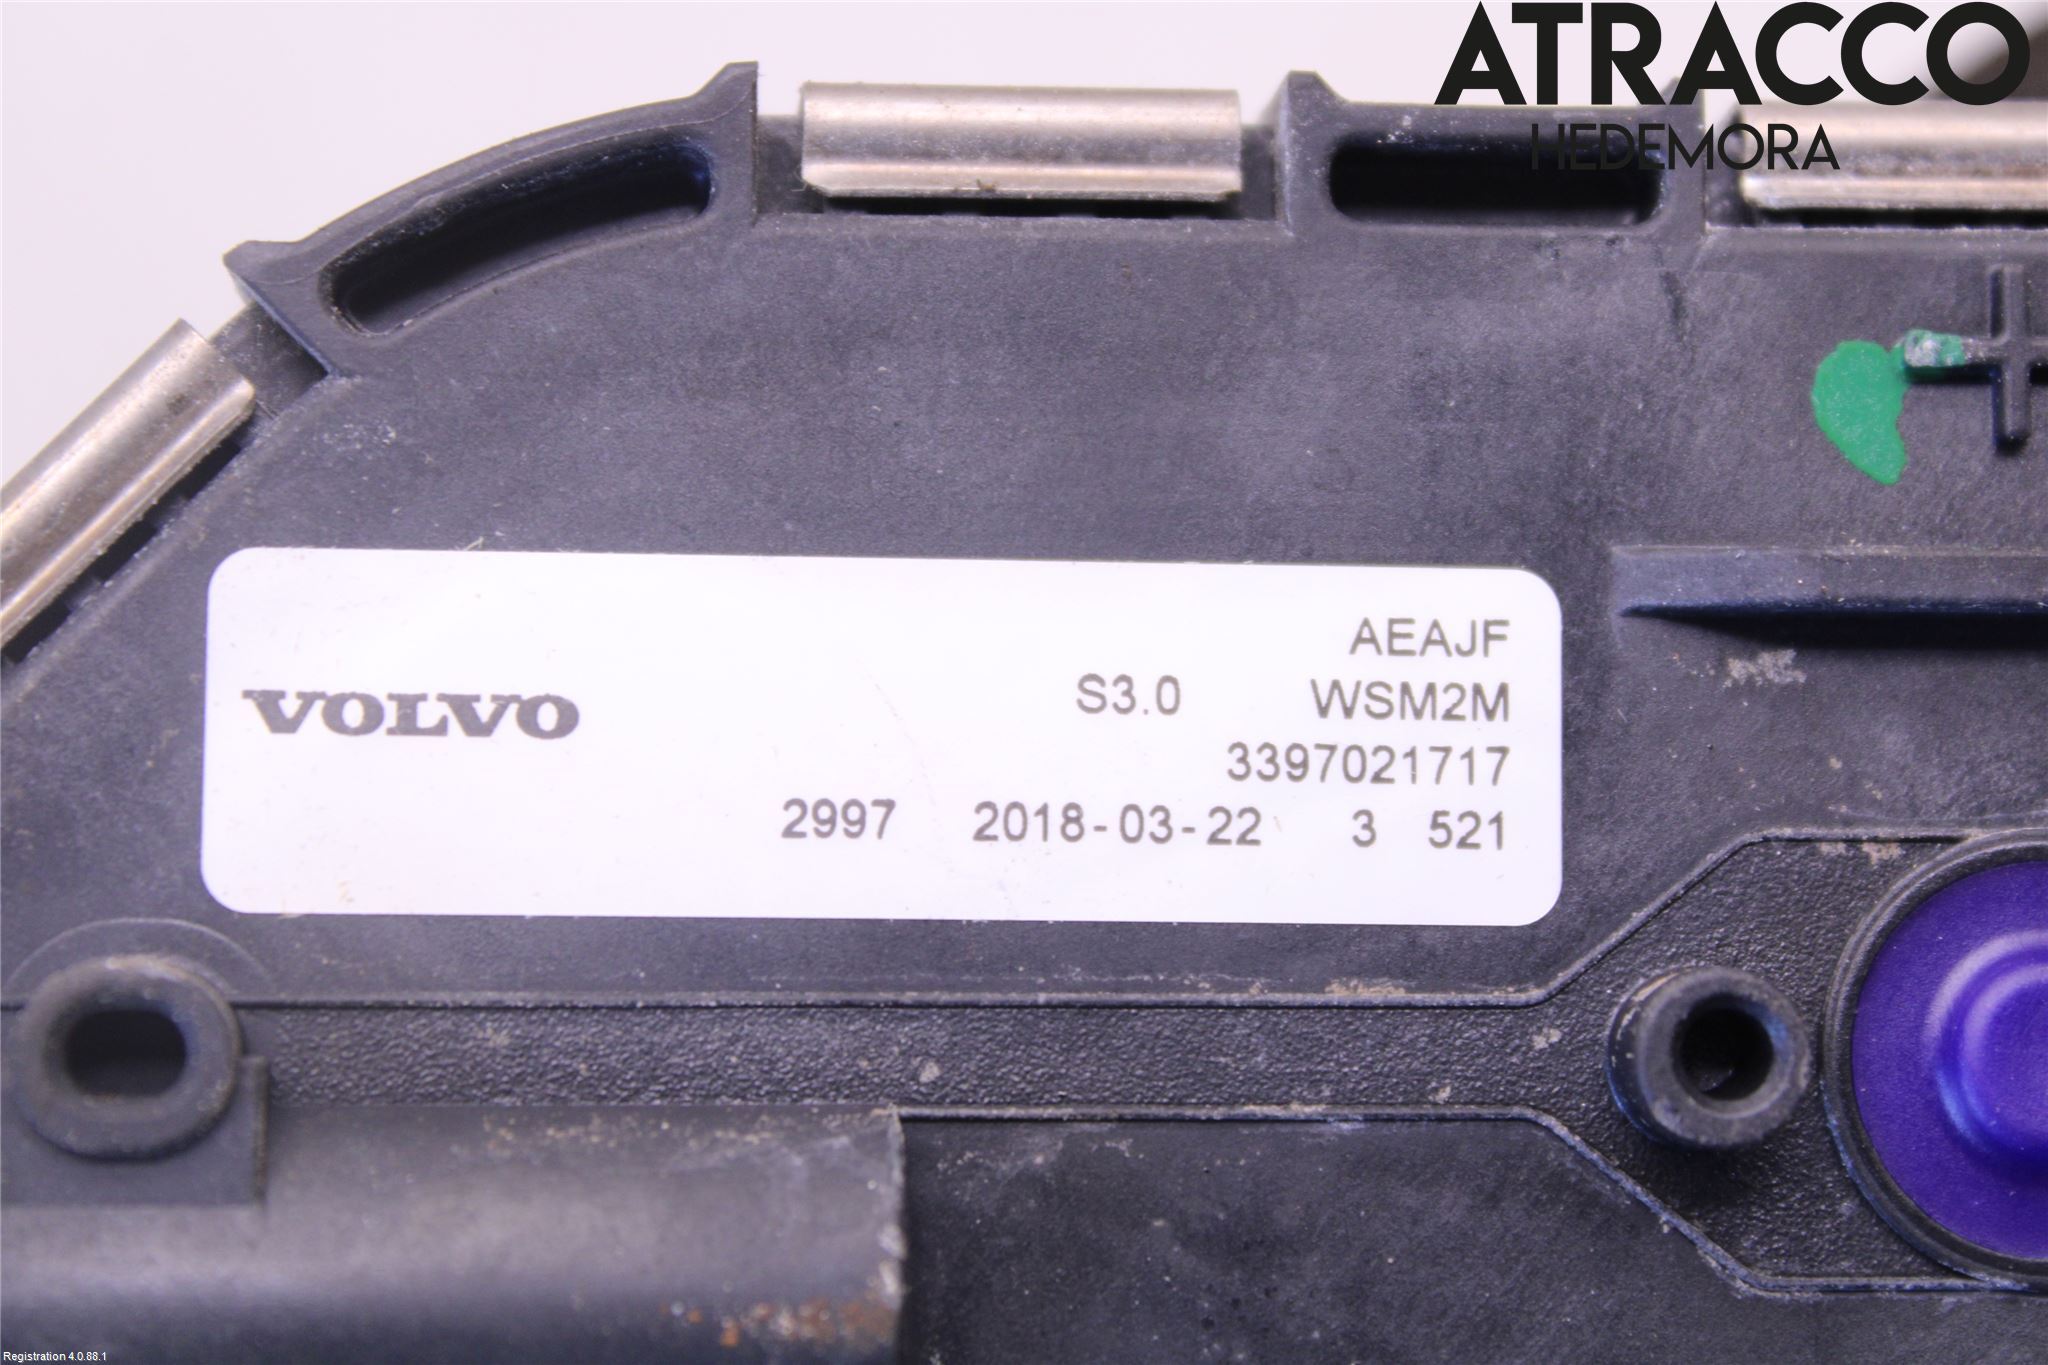 ATRACCO
HEDEMORA
AEAJF
VOLVO S3.0 WSM2M
3397021717
2997 2018-03-22 3 521
Registration 4.0.88.1